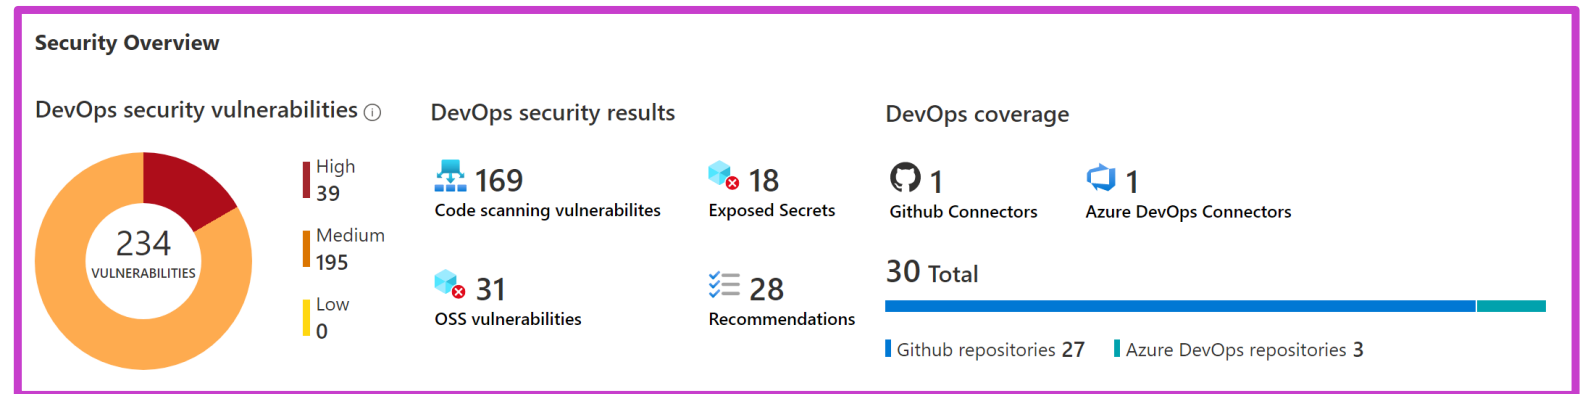 Security Overview
DevOps security vulnerabilities
234
VULNERABILITIES
High
39
Medium
195
Low
0
DevOps security results
169
Code scanning vulnerabilites
18
Exposed Secrets
31
OSS vulnerabilities
28
Recommendations
DevOps coverage
1
Github Connectors
1
Azure DevOps Connectors
30 Total
Github repositories 27
Azure DevOps repositories 3